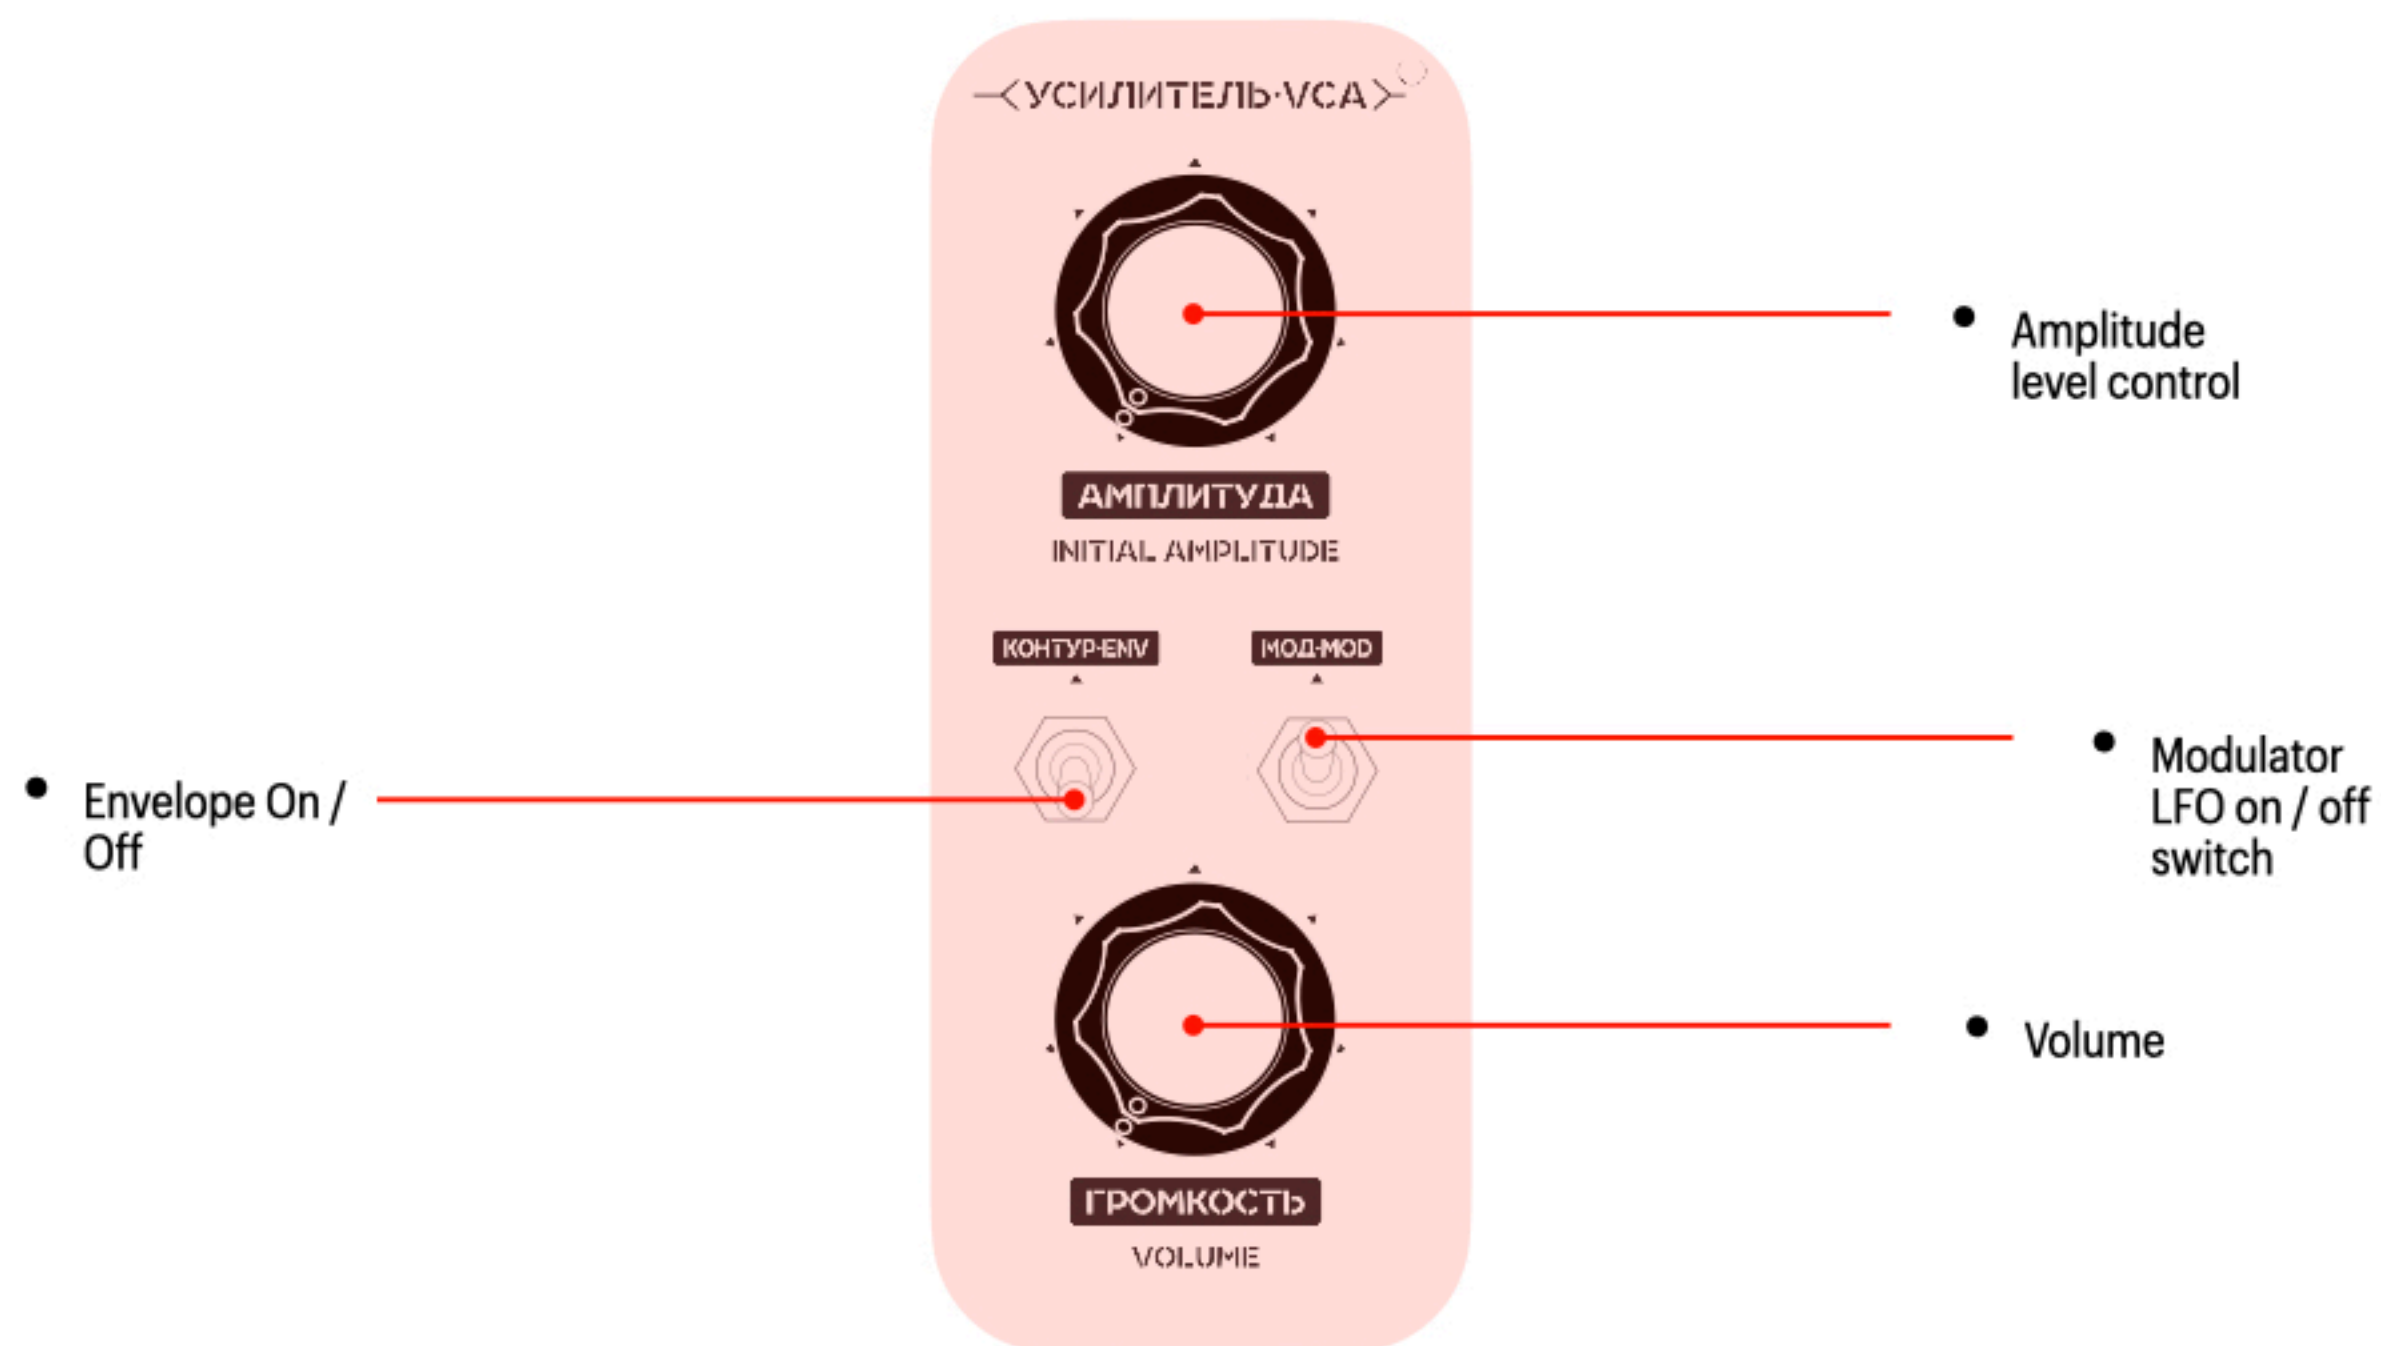 УСИЛИТЕЛЬ·VCA
Amplitude
level control
АМПЛИТУДА
INITIAL AMPLITUDE
КОНТУР·ENV
МОД·MOD
Envelope On /
Off
Modulator
LFO on / off
switch
Volume
ГРОМКОСТЬ
VOLUME